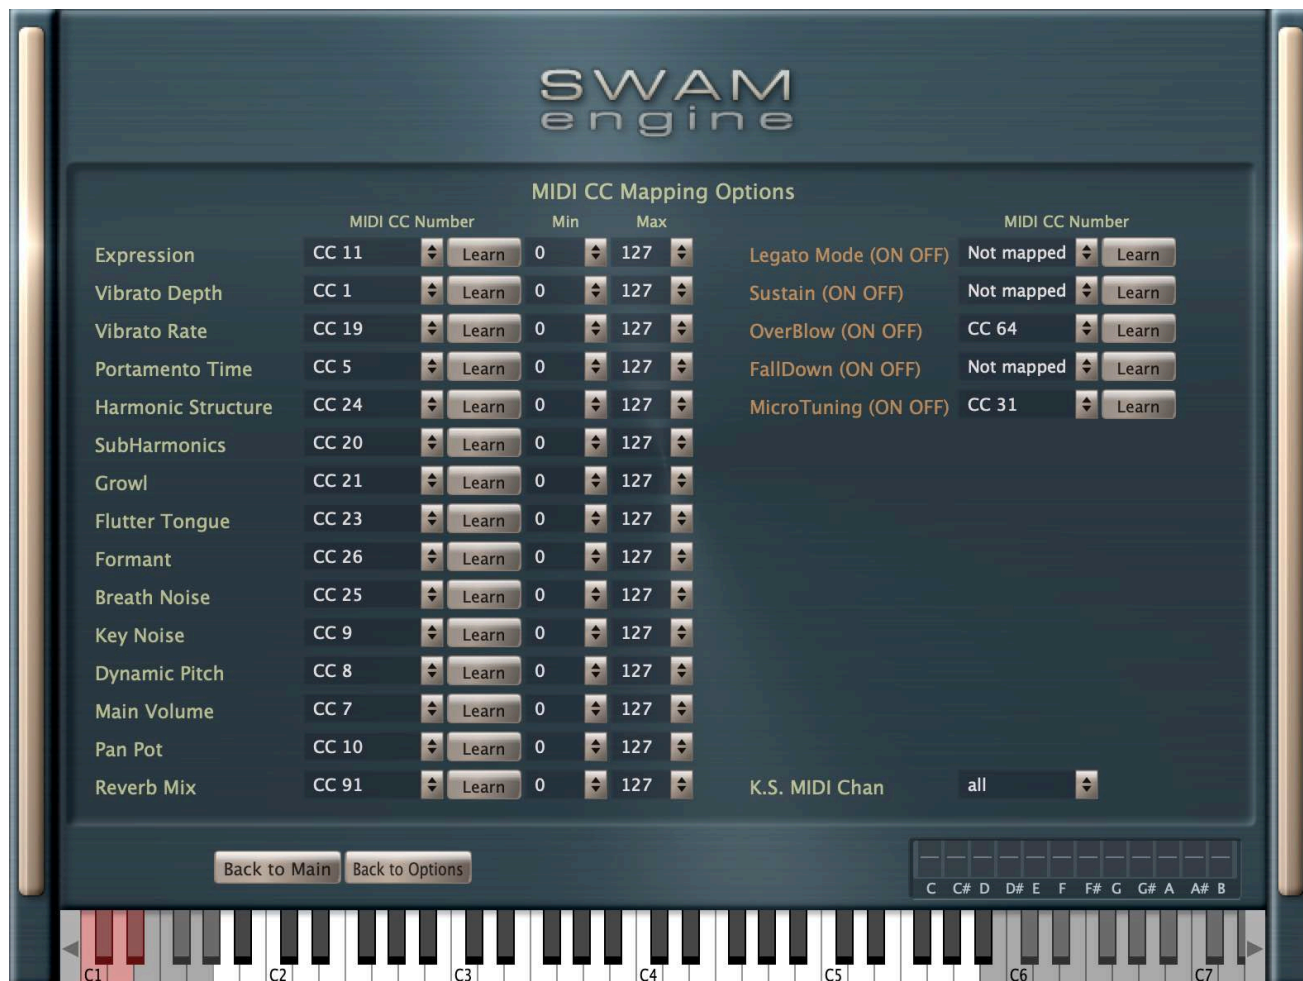 SWAM
engine
MIDI CC Mapping Options
MIDI CC Number Min Max MIDI CC Number
Expression CC 11 Learn 0 127 Legato Mode (ON OFF) Not mapped Learn
Vibrato Depth CC 1 Learn 0 127 Sustain (ON OFF) Not mapped Learn
Vibrato Rate CC 19 Learn 0 127 OverBlow (ON OFF) CC 64 Learn
Portamento Time CC 5 Learn 0 127 FallDown (ON OFF) Not mapped Learn
Harmonic Structure CC 24 Learn 0 127 MicroTuning (ON OFF) CC 31 Learn
SubHarmonics CC 20 Learn 0 127
Growl CC 21 Learn 0 127
Flutter Tongue CC 23 Learn 0 127
Formant CC 26 Learn 0 127
Breath Noise CC 25 Learn 0 127
Key Noise CC 9 Learn 0 127
Dynamic Pitch CC 8 Learn 0 127
Main Volume CC 7 Learn 0 127
Pan Pot CC 10 Learn 0 127
Reverb Mix CC 91 Learn 0 127 K.S. MIDI Chan all
Back to Main Back to Options
C C# D D# E F F# G G# A A# B
C1 C2 C3 C4 C5 C6 C7